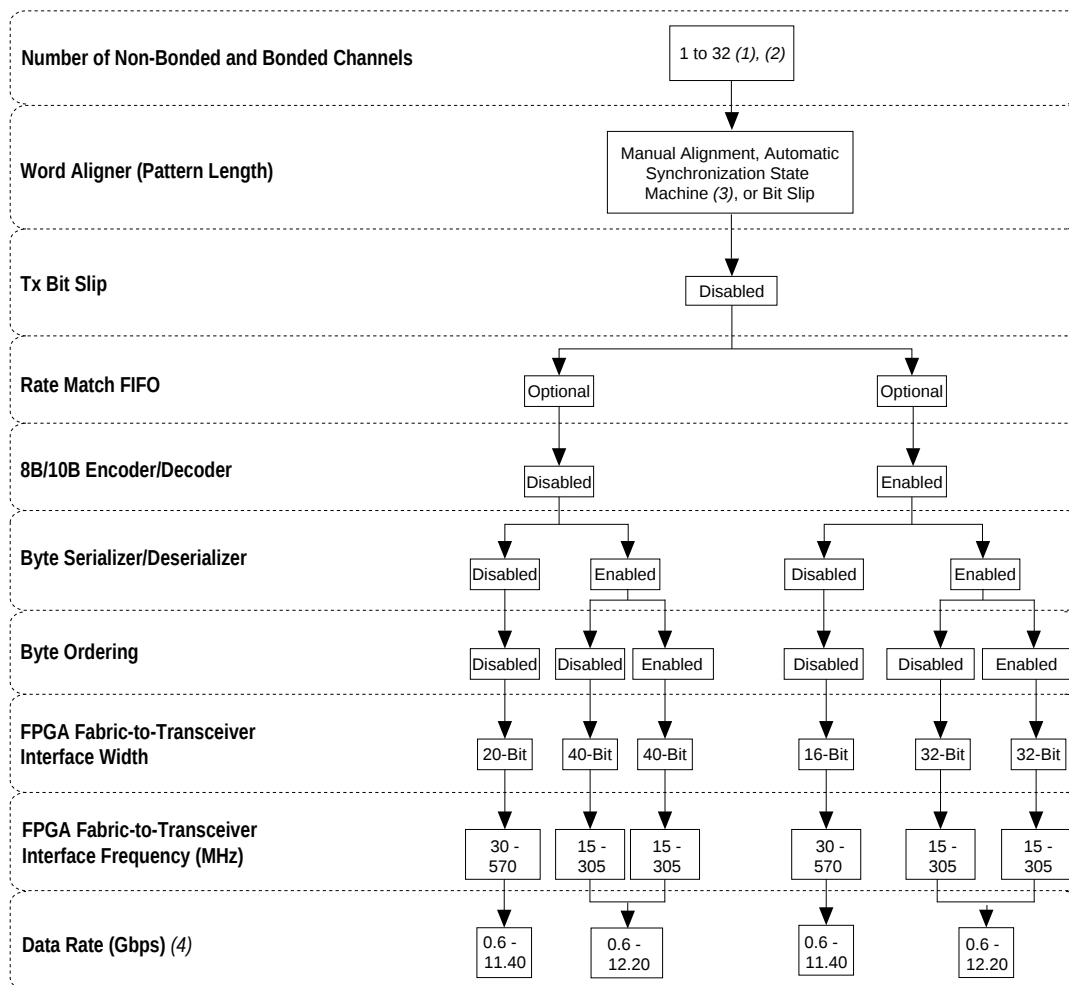 Number of Non-Bonded and Bonded Channels
1 to 32 (1), (2)
Word Aligner (Pattern Length)
Manual Alignment, Automatic
Synchronization State
Machine (3), or Bit Slip
Tx Bit Slip
Disabled
Rate Match FIFO
Optional
Optional
8B/10B Encoder/Decoder
Disabled
Enabled
Byte Serializer/Deserializer
Disabled
Enabled
Disabled
Enabled
Byte Ordering
Disabled
Disabled
Enabled
Disabled
Disabled
Enabled
FPGA Fabric-to-Transceiver
Interface Width
20-Bit
40-Bit
40-Bit
16-Bit
32-Bit
32-Bit
FPGA Fabric-to-Transceiver
Interface Frequency (MHz)
30 -
570
15 -
305
15 -
305
30 -
570
15 -
305
15 -
305
Data Rate (Gbps) (4)
0.6 -
11.40
0.6 -
12.20
0.6 -
11.40
0.6 -
12.20